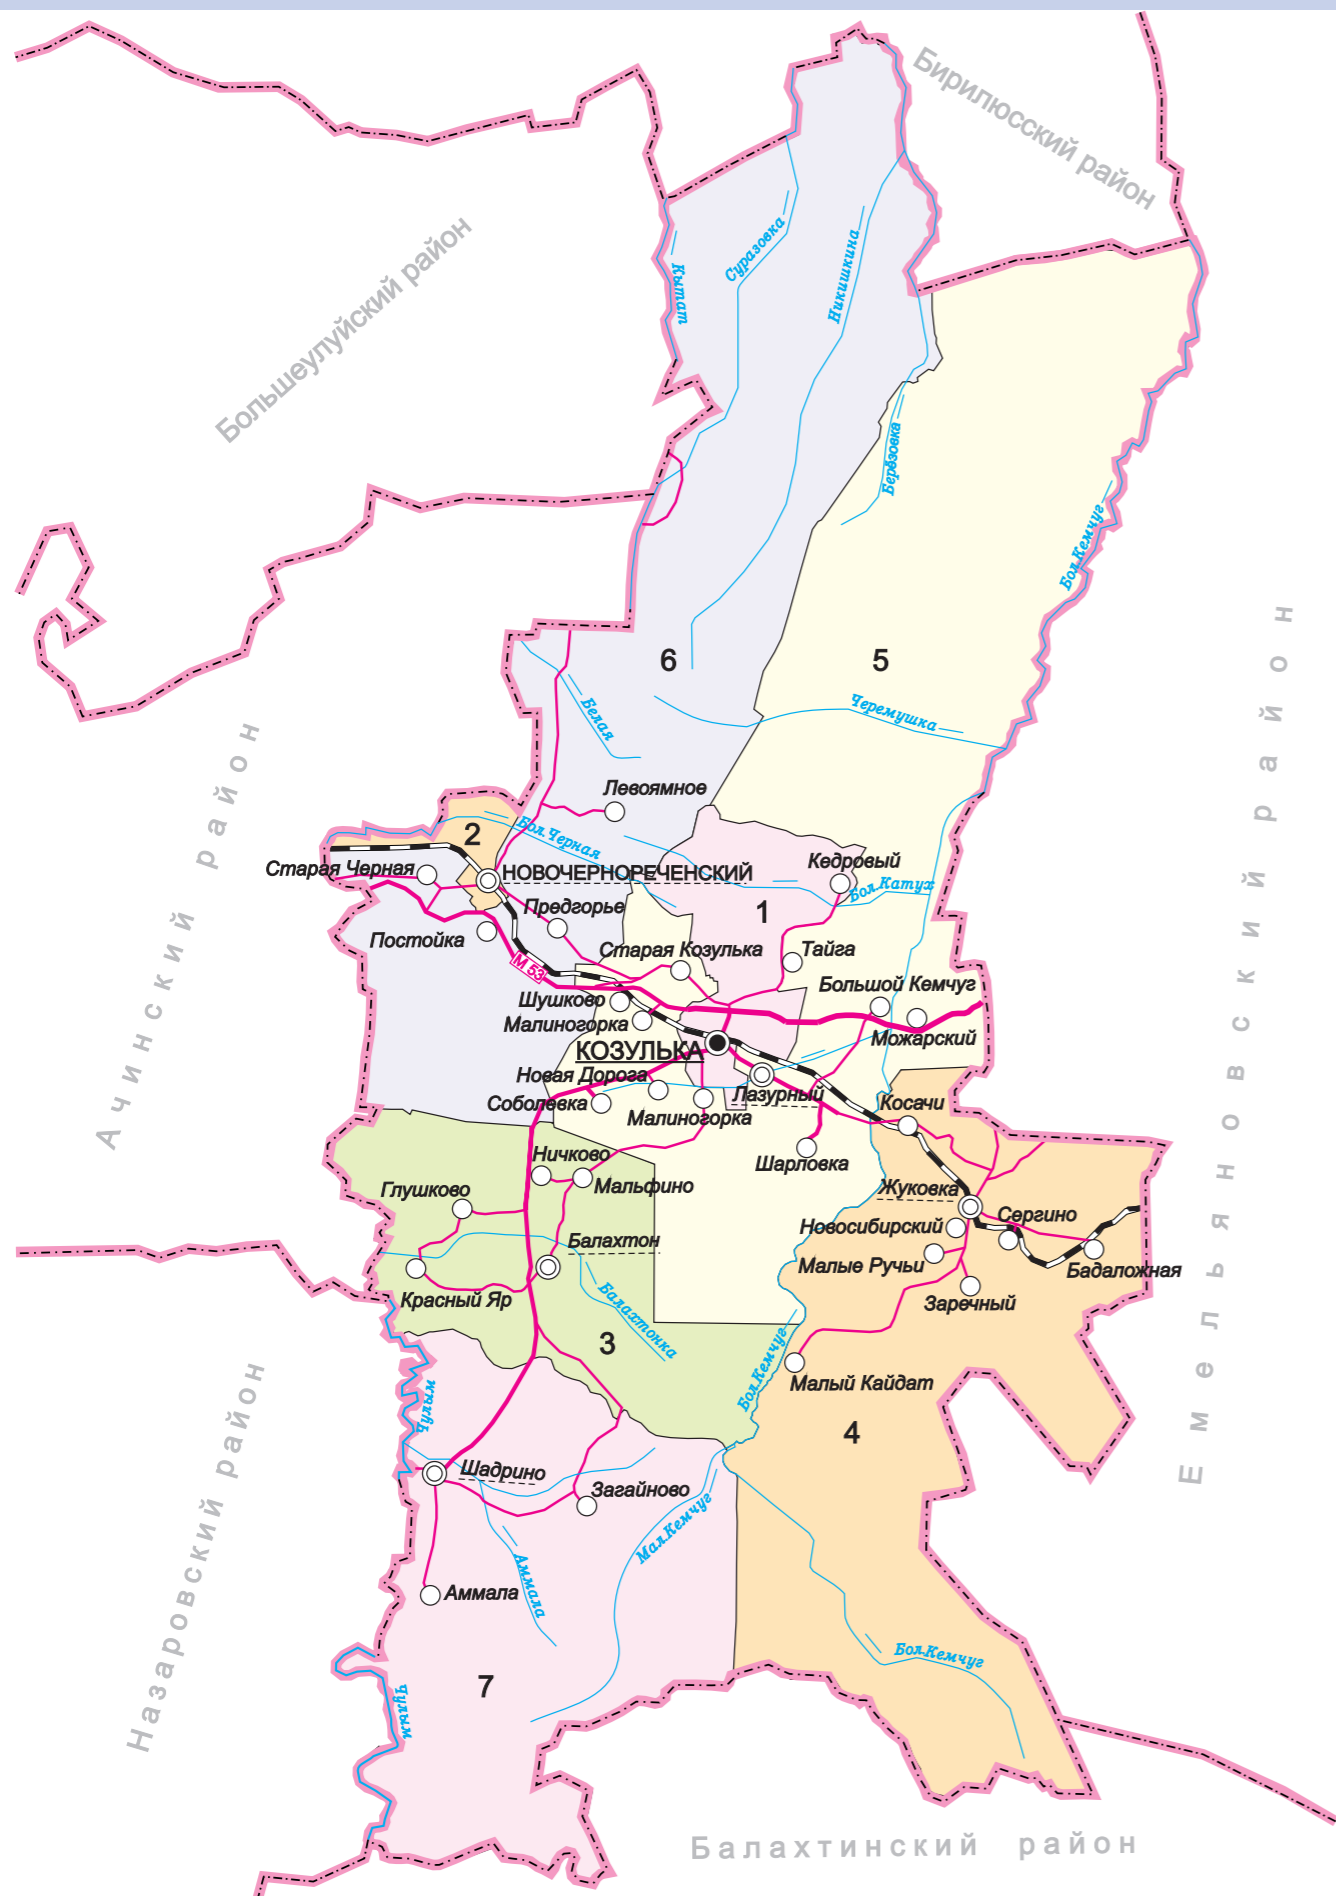 Бирилюсский район
Большеулуйский район
Кытат
Суразовка
Никишкина
Берёзовка
Бол.Кемчуг
6
5
Белая
Черемушка
Ачинский район
Емельяновский район
Левоямное
2
Бол.Черная
Старая Черная
НОВОЧЕРНОРЕЧЕНСКИЙ
Кедровый
Бол.Катух
1
Предгорье
Постойка
Старая Козулька
Тайга
М 53
Большой Кемчуг
Шушково
Малиногорка
Можарский
КОЗУЛЬКА
Новая Дорога
Соболевка
Лазурный
Малиногорка
Косачи
Шарловка
Ничково
Мальфино
Глушково
Жуковка
Сергино
Новосибирский
Балахтон
Малые Ручьи
Бадаложная
Красный Яр
Заречный
Балахтонка
3
Бол.Кемчуг
Малый Кайдат
Чулым
4
Назаровский район
Шадрино
Загайново
Мал.Кемчуг
Аммала
Аммала
Бол.Кемчуг
7
Чулым
Балахтинский район